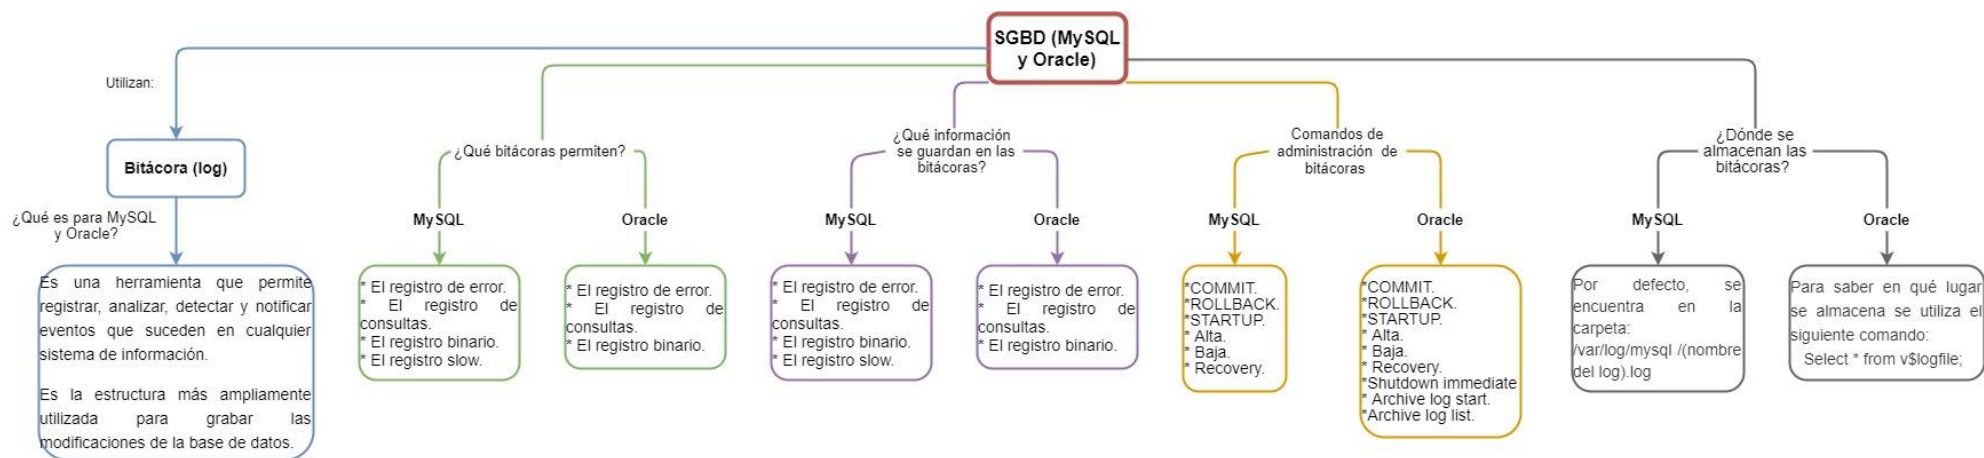 SGBD (MySQL
y Oracle)
Utilizan:
Bitácora (log)
¿Qué es para MySQL
y Oracle?
Es una herramienta que permite
registrar, analizar, detectar y notificar
eventos que suceden en cualquier
sistema de información.
Es la estructura más ampliamente
utilizada para grabar las
modificaciones de la base de datos.
¿Qué bitácoras permiten?
MySQL
* El registro de error.
* El registro de
consultas.
* El registro binario.
* El registro slow.
Oracle
* El registro de error.
* El registro de
consultas.
* El registro binario.
¿Qué información
se guardan en las
bitácoras?
MySQL
* El registro de error.
* El registro de
consultas.
* El registro binario.
* El registro slow.
Oracle
* El registro de error.
* El registro de
consultas.
* El registro binario.
Comandos de
administración de
bitácoras
MySQL
*COMMIT.
*ROLLBACK.
*STARTUP.
* Alta.
* Baja.
* Recovery.
Oracle
*COMMIT.
*ROLLBACK.
*STARTUP.
* Alta.
* Baja.
* Recovery.
*Shutdown immediate
* Archive log start.
*Archive log list.
¿Dónde se
almacenan las
bitácoras?
MySQL
Por defecto, se
encuentra en la
carpeta:
/var/log/mysql /(nombre
del log).log
Oracle
Para saber en qué lugar
se almacena se utiliza el
siguiente comando:
Select * from v$logfile;